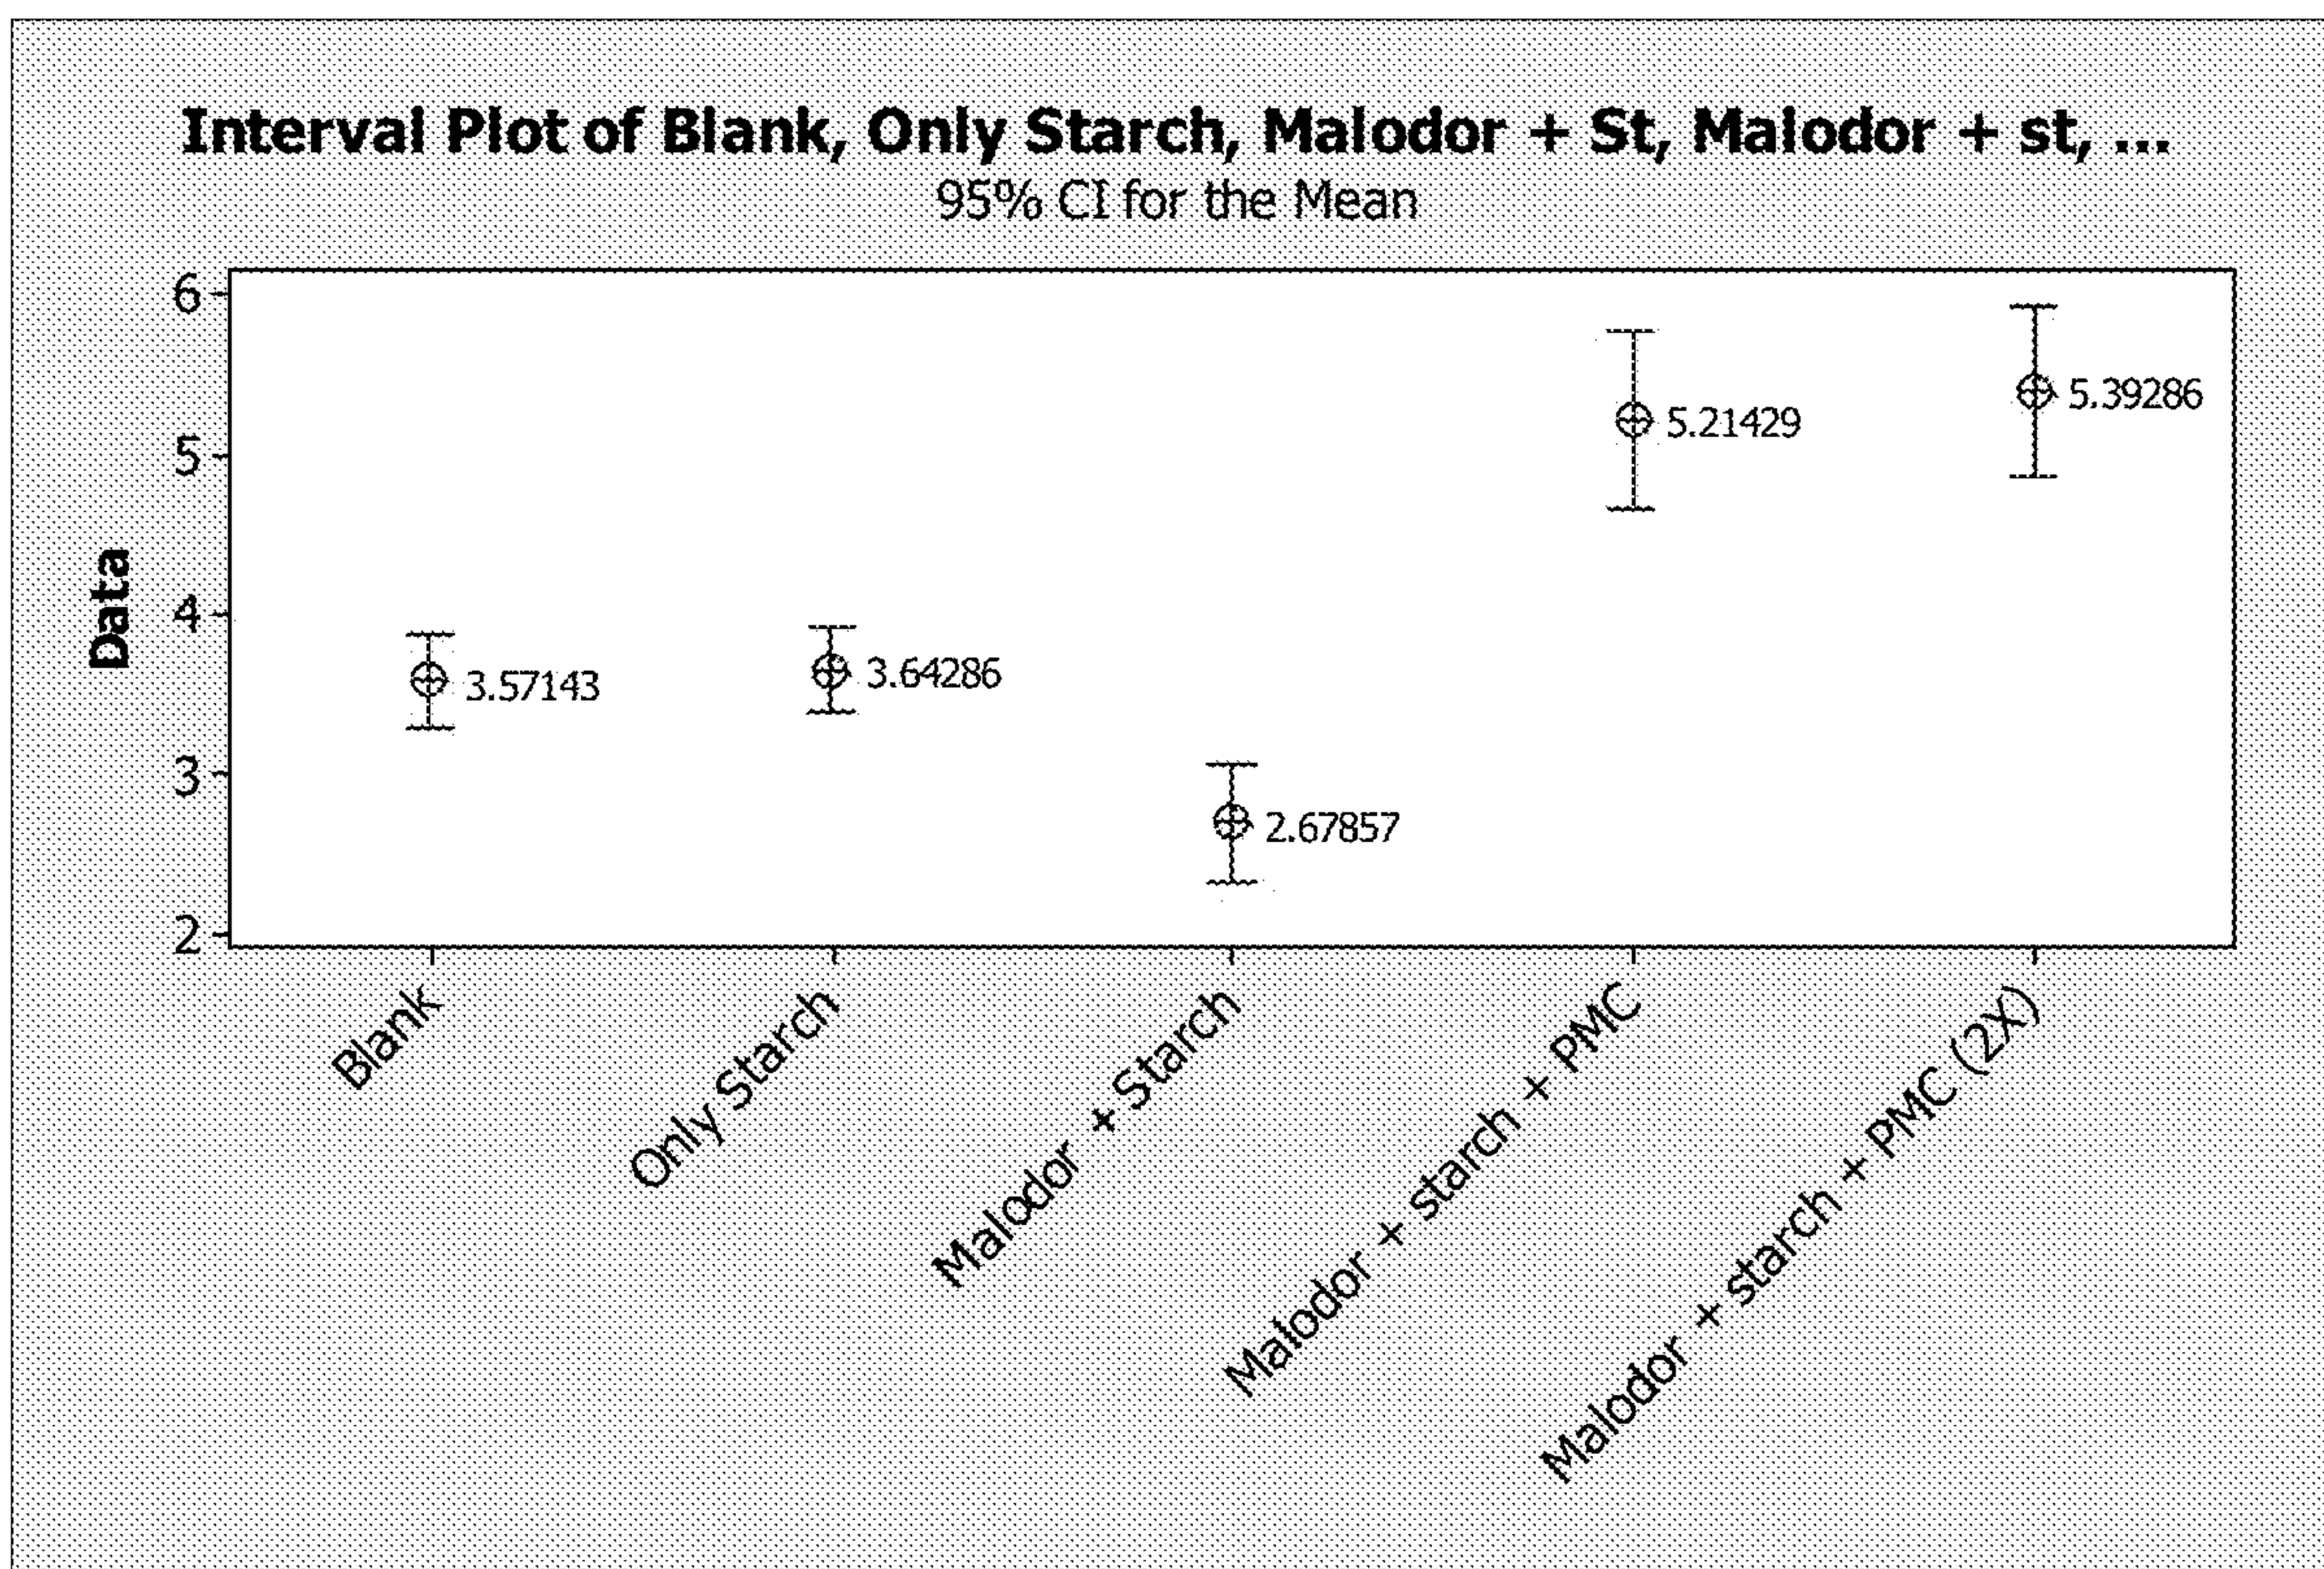 Interval Plot of Blank, Only Starch, Malodor + St, Malodor + st, ...
95% CI for the Mean
6
5
4
3
2
Data
3.57143
3.64286
2.67857
5.21429
5.39286
Blank
Only Starch
Malodor + Starch
Malodor + starch + PMC
Malodor + starch + PMC (2X)